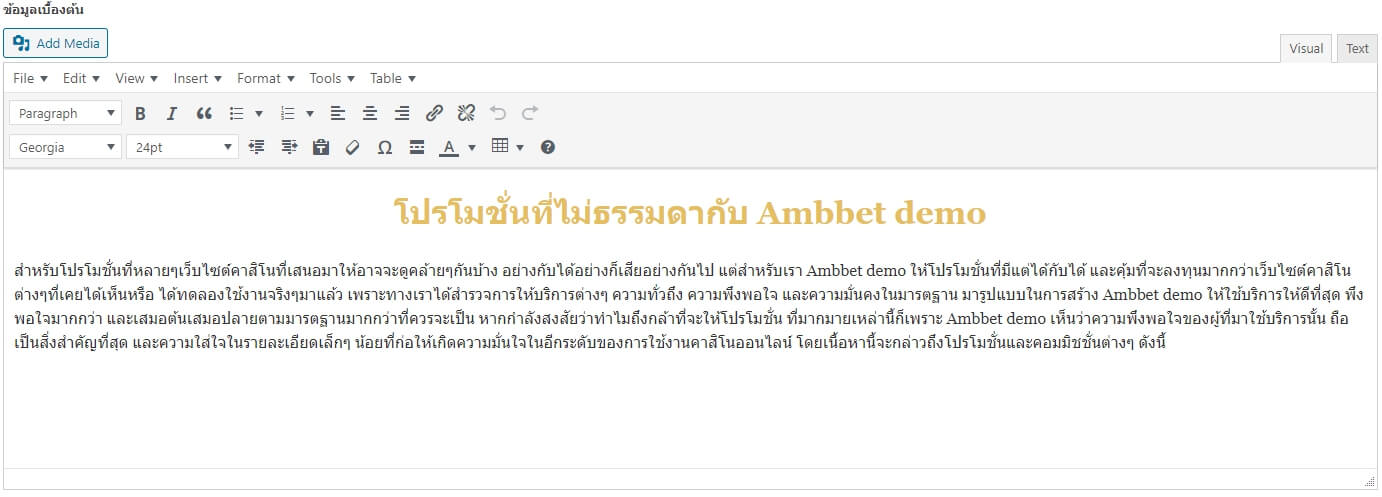 ข้อมูลเบื้องต้น
Add Media
Visual Text
File Edit View Insert Format Tools Table
Paragraph
Georgia 24pt
โปรโมชั่นที่ไม่ธรรมดากับ Ambbet demo
สำหรับโปรโมชั่นที่หลายๆเว็บไซต์คาสิโนที่เสนอมาให้อาจจะดูคล้ายๆกันบ้าง อย่างกับได้อย่างก็เสียอย่างกันไป แต่สำหรับเรา Ambbet demo ให้โปรโมชั่นที่มีแต่ได้กับได้ และคุ้มที่จะลงทุนมากกว่าเว็บไซต์คาสิโน
ต่างๆที่เคยได้เห็นหรือ ได้ทดลองใช้งานจริงๆมาแล้ว เพราะทางเราได้สำรวจการให้บริการต่างๆ ความทั่วถึง ความพึงพอใจ และความมั่นคงในมารตฐาน มารูปแบบในการสร้าง Ambbet demo ให้ใช้บริการให้ดีที่สุด พึง
พอใจมากกว่า และเสมอต้นเสมอปลายตามมารตฐานมากกว่าที่ควรจะเป็น หากกำลังสงสัยว่าทำไมถึงกล้าที่จะให้โปรโมชั่น ที่มากมายเหล่านี้ก็เพราะ Ambbet demo เห็นว่าความพึงพอใจของผู้ที่มาใช้บริการนั้น ถือ
เป็นสิ่งสำคัญที่สุด และความใส่ใจในรายละเอียดเล็กๆ น้อยที่ก่อให้เกิดความมั่นใจในอีกระดับของการใช้งานคาสิโนออนไลน์ โดยเนื้อหานี้จะกล่าวถึงโปรโมชั่นและคอมมิชชั่นต่างๆ ดังนี้